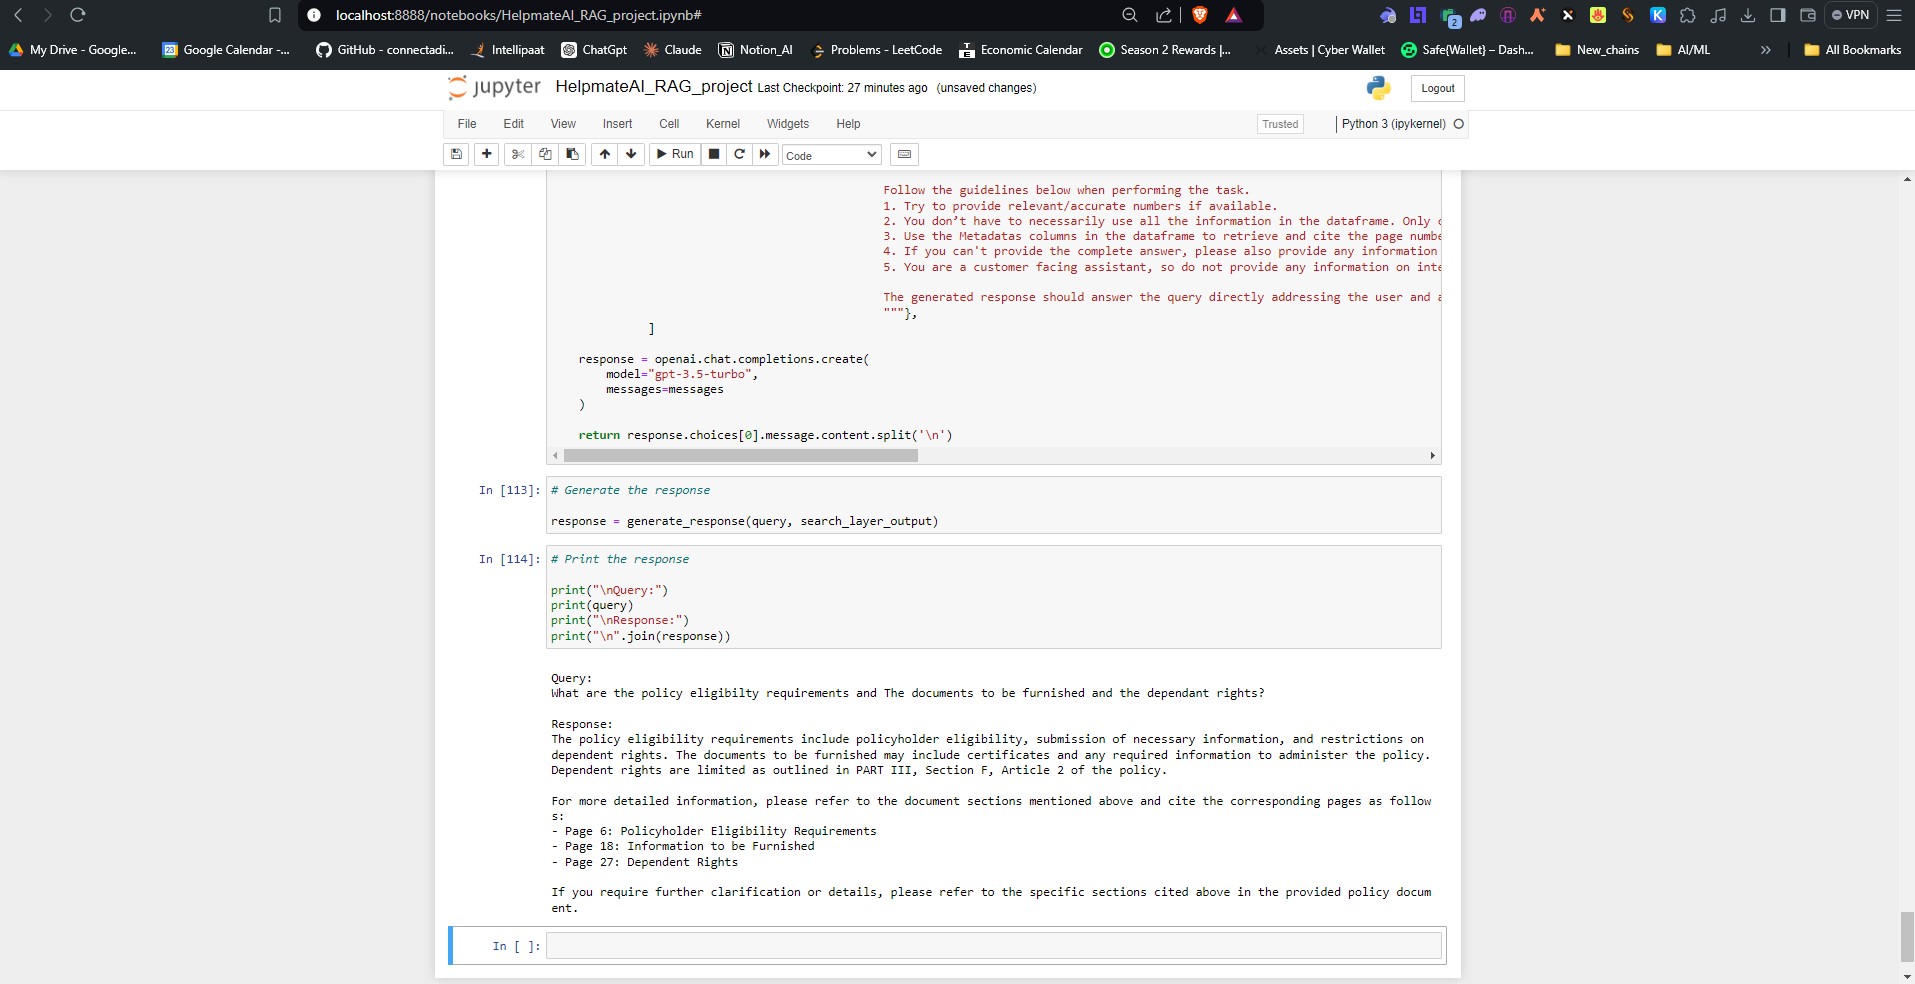 localhost:8888/notebooks/HelpmateAI_RAG_project.ipynb#
2
VPN
My Drive - Google...
23
Google Calendar -...
GitHub - connectadi...
Intellipaat
ChatGpt
Claude
Notion_AI
Problems - LeetCode
Economic Calendar
Season 2 Rewards |...
Assets | Cyber Wallet
Safe{Wallet} – Dash...
New_chains
AI/ML
»
All Bookmarks
jupyter HelpmateAI_RAG_project Last Checkpoint: 27 minutes ago (unsaved changes)
Logout
File Edit View Insert Cell Kernel Widgets Help
Trusted
Python 3 (ipykernel)
Run
Code
Follow the guidelines below when performing the task.
1. Try to provide relevant/accurate numbers if available.
2. You don’t have to necessarily use all the information in the dataframe. Only
3. Use the Metadatas columns in the dataframe to retrieve and cite the page numbe
4. If you can't provide the complete answer, please also provide any information
5. You are a customer facing assistant, so do not provide any information on inte
The generated response should answer the query directly addressing the user and a
"""},
]
response = openai.chat.completions.create(
model="gpt-3.5-turbo",
messages=messages
)
return response.choices[0].message.content.split('\n')
In [113]: # Generate the response
response = generate_response(query, search_layer_output)
In [114]: # Print the response
print("\nQuery:")
print(query)
print("\nResponse:")
print("\n".join(response))
Query:
What are the policy eligibilty requirements and The documents to be furnished and the dependant rights?
Response:
The policy eligibility requirements include policyholder eligibility, submission of necessary information, and restrictions on
dependent rights. The documents to be furnished may include certificates and any required information to administer the policy.
Dependent rights are limited as outlined in PART III, Section F, Article 2 of the policy.
For more detailed information, please refer to the document sections mentioned above and cite the corresponding pages as follow
s:
- Page 6: Policyholder Eligibility Requirements
- Page 18: Information to be Furnished
- Page 27: Dependent Rights
If you require further clarification or details, please refer to the specific sections cited above in the provided policy docum
ent.
In [ ]: